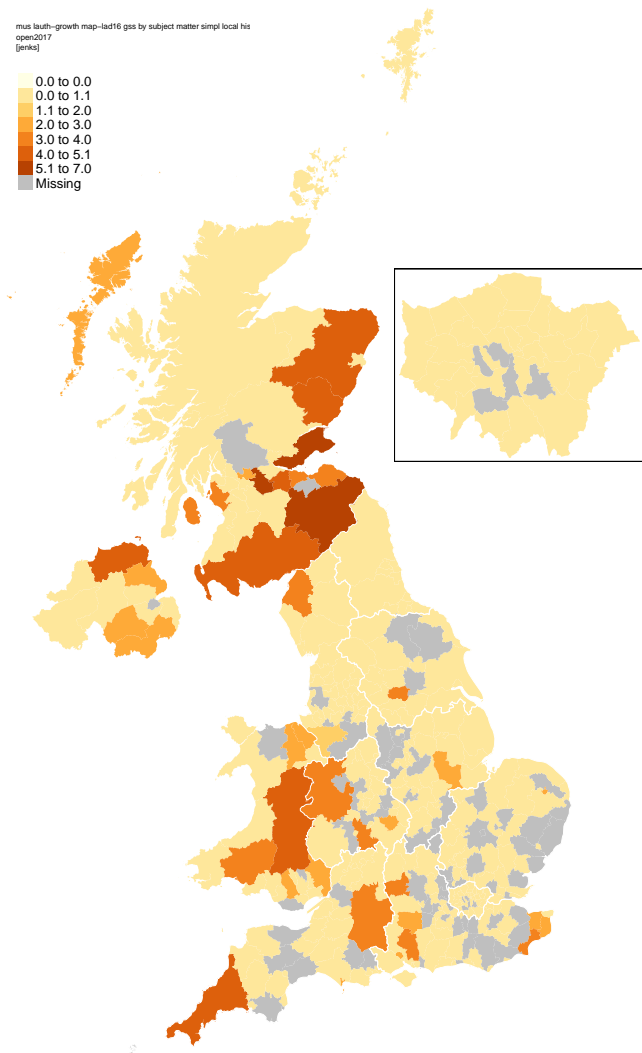 mus lauth−growth map−lad16 gss by subject matter simpl local his
open2017
[jenks]
0.0 to 0.0
0.0 to 1.1
1.1 to 2.0
2.0 to 3.0
3.0 to 4.0
4.0 to 5.1
5.1 to 7.0
Missing